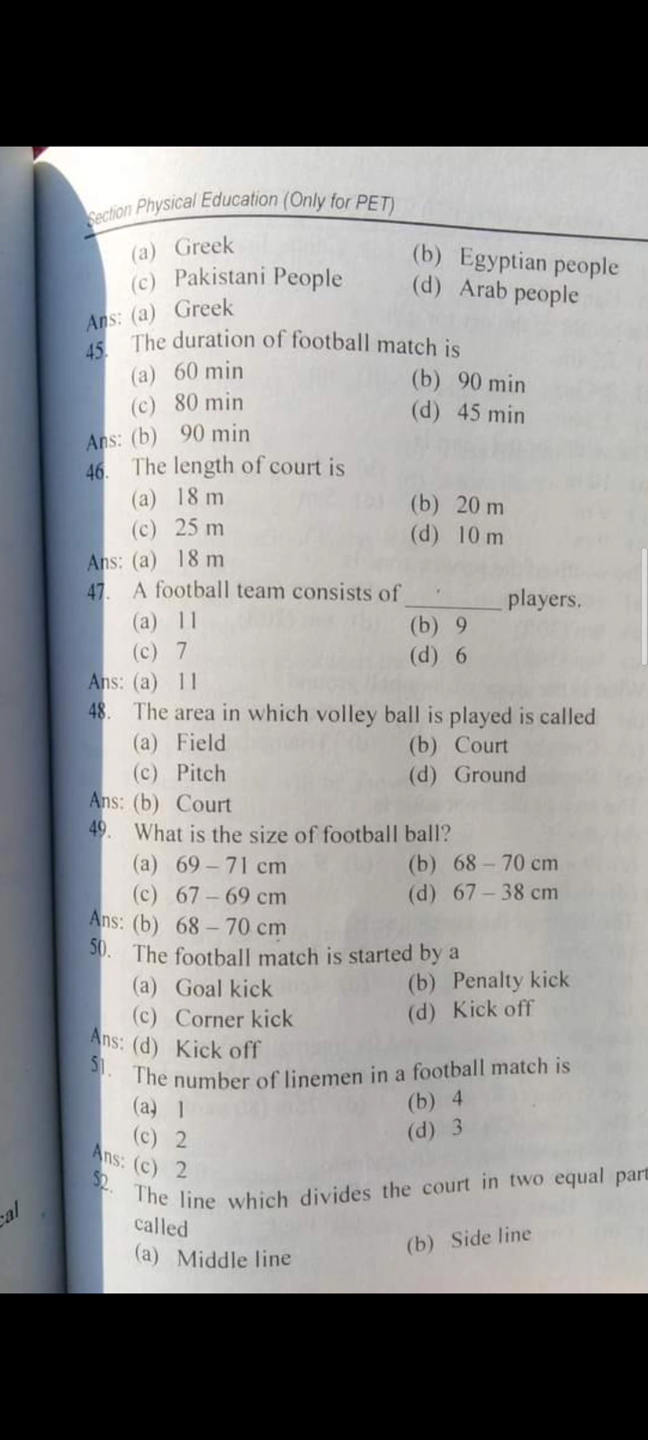 Section Physical Education (Only for PET)
(a) Greek (b) Egyptian people
(c) Pakistani People (d) Arab people
Ans: (a) Greek
45. The duration of football match is
(a) 60 min (b) 90 min
(c) 80 min (d) 45 min
Ans: (b) 90 min
46. The length of court is
(a) 18 m (b) 20 m
(c) 25 m (d) 10 m
Ans: (a) 18 m
47. A football team consists of ________ players.
(a) 11 (b) 9
(c) 7 (d) 6
Ans: (a) 11
48. The area in which volley ball is played is called
(a) Field (b) Court
(c) Pitch (d) Ground
Ans: (b) Court
49. What is the size of football ball?
(a) 69 – 71 cm (b) 68 – 70 cm
(c) 67 – 69 cm (d) 67 – 38 cm
Ans: (b) 68 – 70 cm
50. The football match is started by a
(a) Goal kick (b) Penalty kick
(c) Corner kick (d) Kick off
Ans: (d) Kick off
51. The number of linemen in a football match is
(a) 1 (b) 4
(c) 2 (d) 3
Ans: (c) 2
52. The line which divides the court in two equal part
called
(a) Middle line (b) Side line